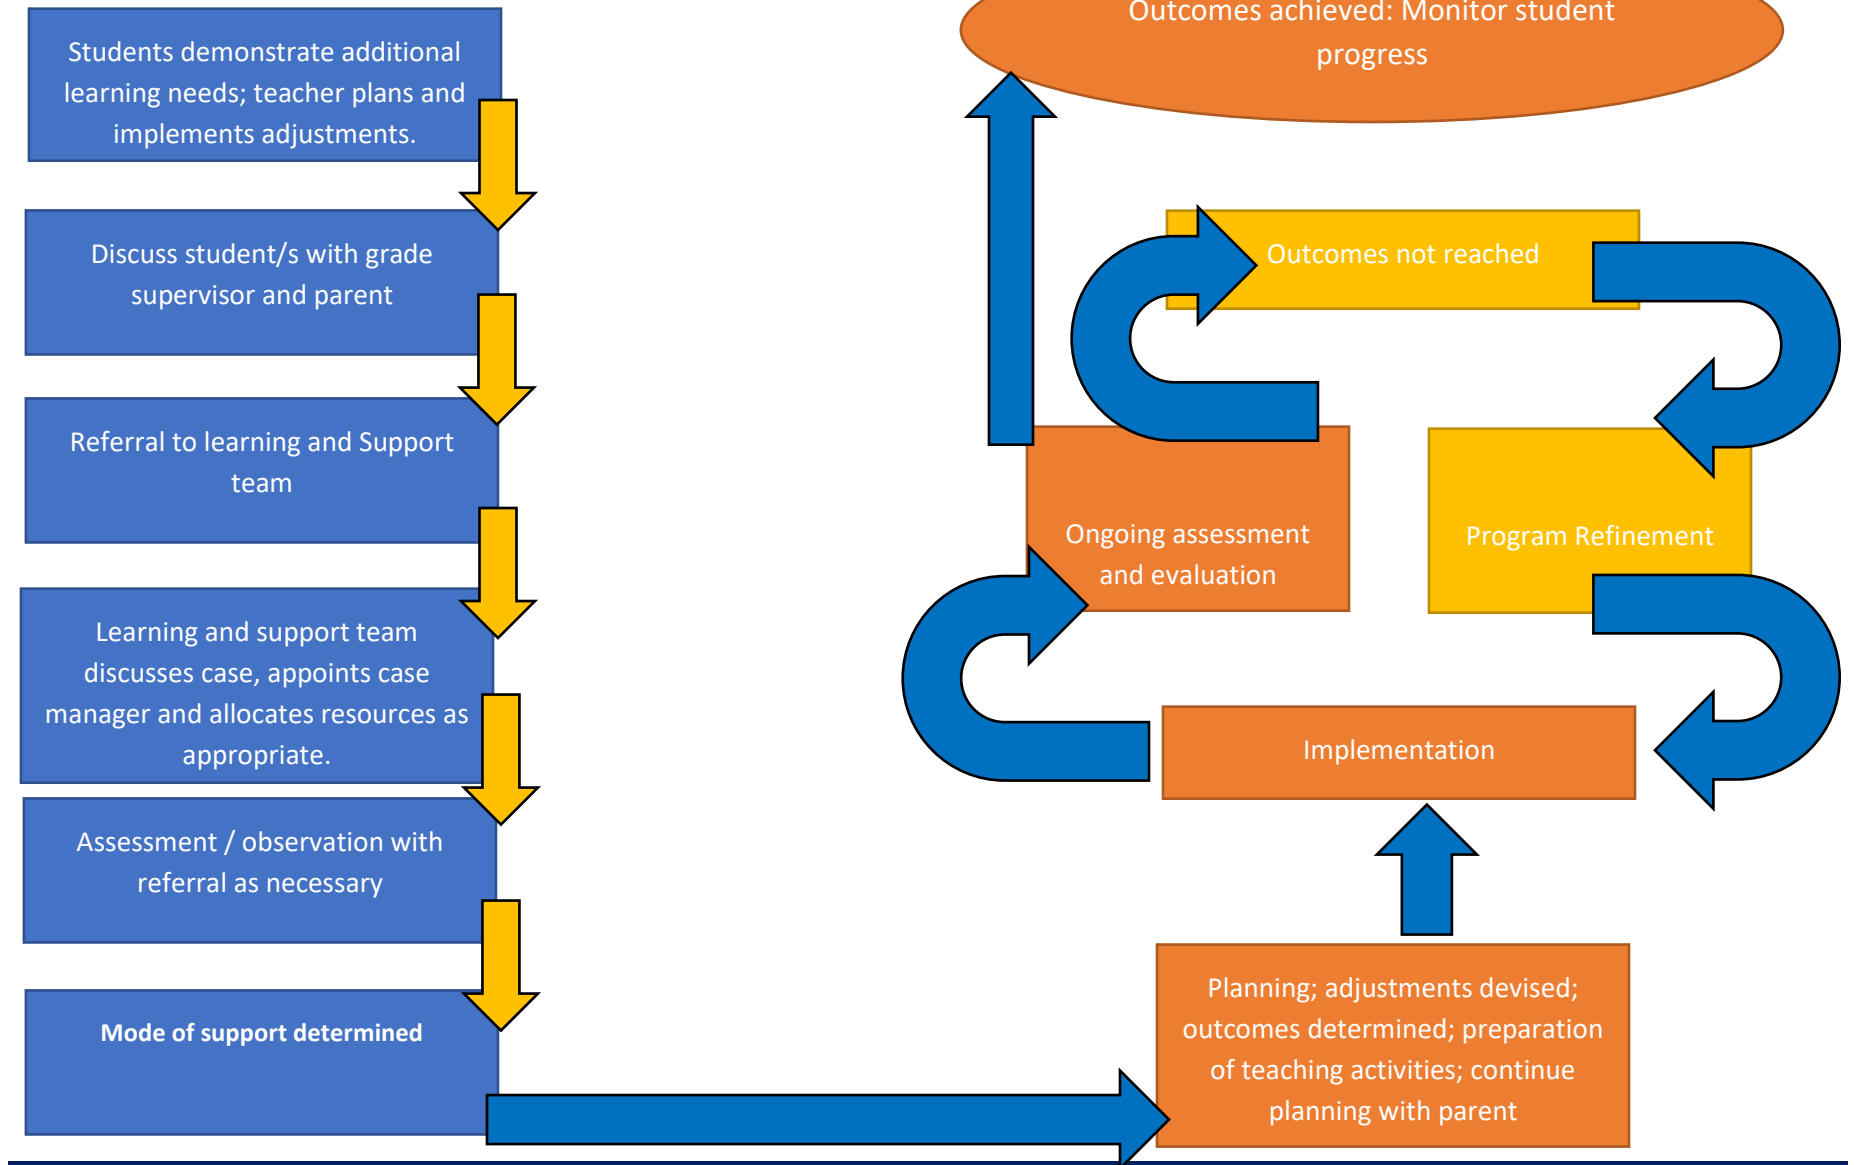 Students demonstrate additional
learning needs; teacher plans and
implements adjustments.
Discuss student/s with grade
supervisor and parent
Referral to learning and Support
team
Learning and support team
discusses case, appoints case
manager and allocates resources as
appropriate.
Assessment / observation with
referral as necessary
Mode of support determined
Outcomes achieved: Monitor student
progress
Outcomes not reached
Ongoing assessment
and evaluation
Program Refinement
Implementation
Planning; adjustments devised;
outcomes determined; preparation
of teaching activities; continue
planning with parent